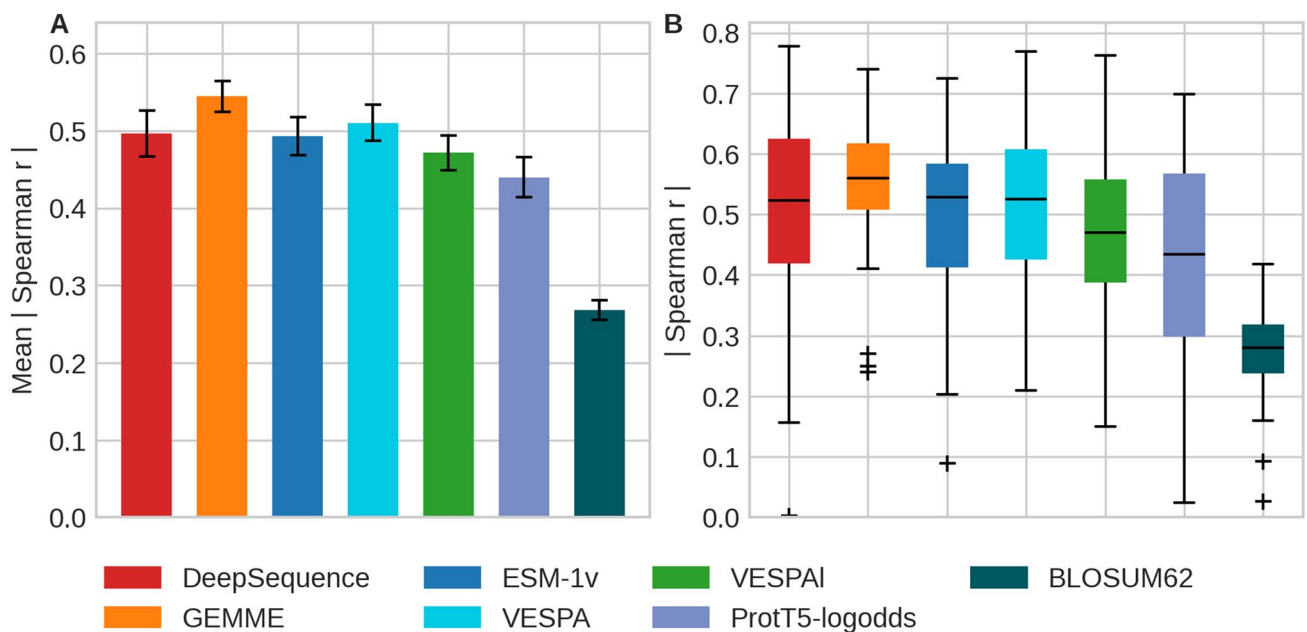 A
B
Mean | Spearman r |
0.6
0.5
0.4
0.3
0.2
0.1
0.0
| Spearman r |
0.8
0.7
0.6
0.5
0.4
0.3
0.2
0.1
0.0
DeepSequence
ESM-1v
VESPAl
BLOSUM62
GEMME
VESPA
ProtT5-logodds